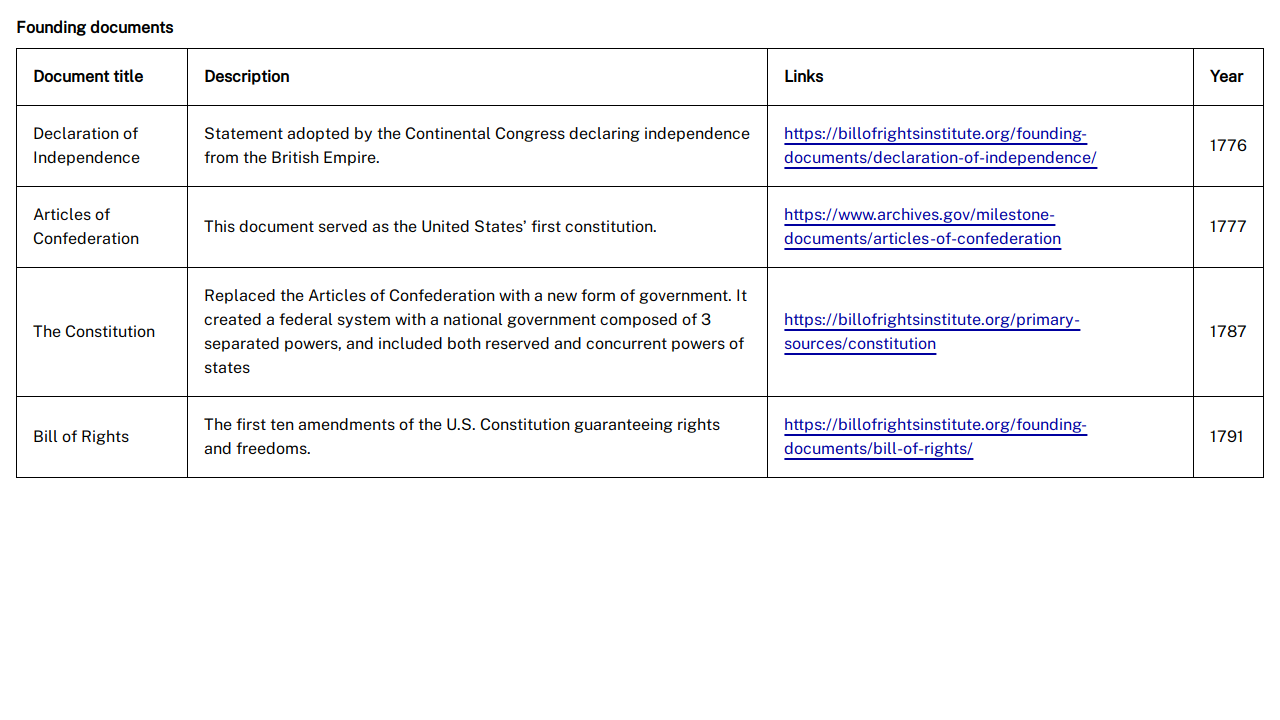 Founding documents
Document title Description Links Year
Declaration of
Independence
Statement adopted by the Continental Congress declaring independence
from the British Empire.
https://billofrightsinstitute.org/founding-
documents/declaration-of-independence/
1776
Articles of
Confederation
This document served as the United States’ first constitution.
https://www.archives.gov/milestone-
documents/articles-of-confederation
1777
The Constitution
Replaced the Articles of Confederation with a new form of government. It
created a federal system with a national government composed of 3
separated powers, and included both reserved and concurrent powers of
states
https://billofrightsinstitute.org/primary-
sources/constitution
1787
Bill of Rights
The first ten amendments of the U.S. Constitution guaranteeing rights
and freedoms.
https://billofrightsinstitute.org/founding-
documents/bill-of-rights/
1791